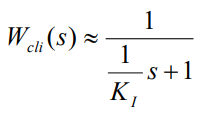 W_cli(s) ≈ 1 / ((1 / K_I) s + 1)